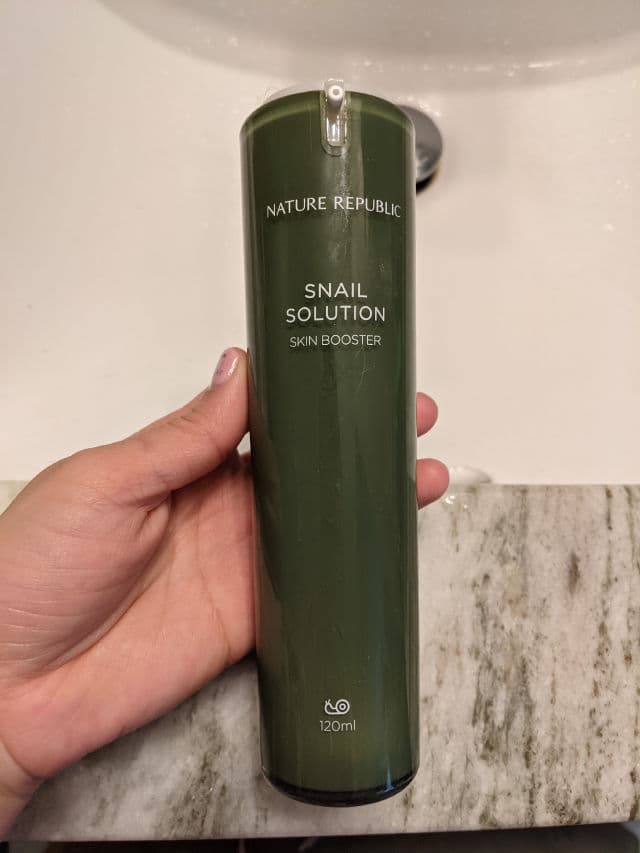 NATURE REPUBLIC
SNAIL
SOLUTION
SKIN BOOSTER
120ml